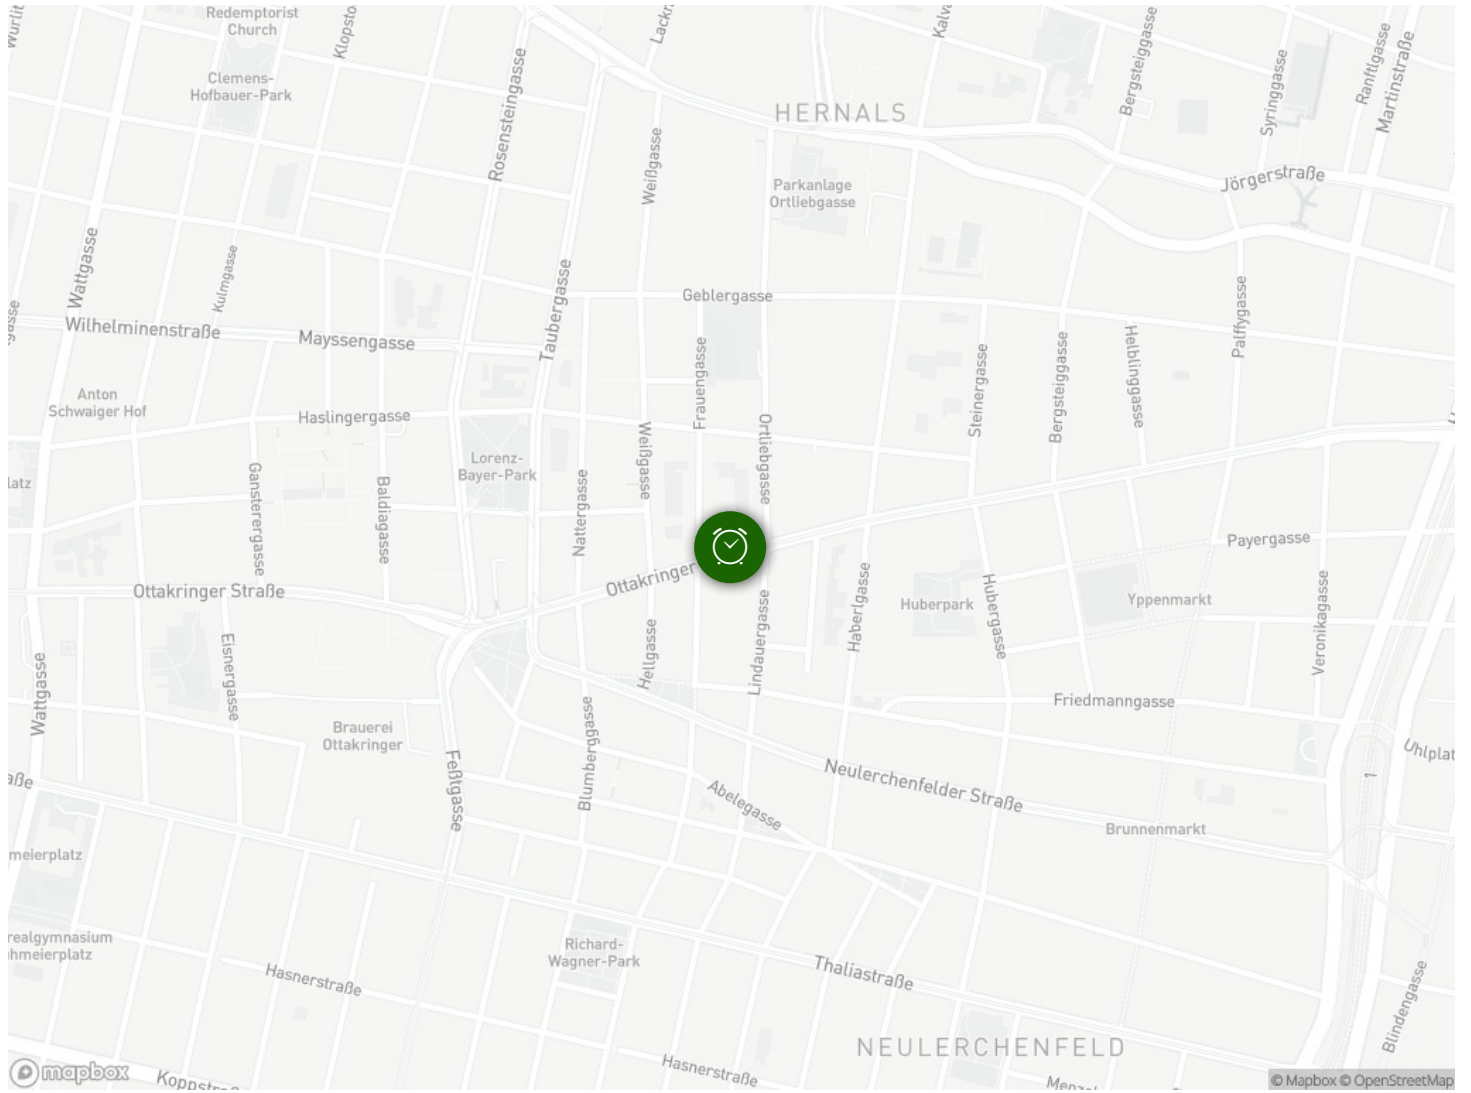 Redemptorist
Church
Clemens-
Hofbauer-Park
Rosensteingasse
HERNALS
Bergsteiggasse
Syringgasse
Ranftlgasse
Martinstraße
Weißgasse
Parkanlage
Ortliebgasse
Jörgerstraße
Wattgasse
Kulmgasse
Taubergasse
Geblergasse
Palffygasse
Wilhelminenstraße
Mayssengasse
Frauengasse
Steinergasse
Bergsteiggasse
Helblinggasse
Anton
Schwaiger Hof
Haslingergasse
Ortliebgasse
Weißgasse
Lorenz-
Bayer-Park
Ganstererergasse
Baldiagasse
Nattergasse
Payergasse
Ottakringer
Ottakringer Straße
Huberpark
Hubergasse
Yppenmarkt
Haberlgasse
Veronikagasse
Eisnergasse
Hellgasse
Lindauergasse
Wattgasse
Friedmanngasse
Brauerei
Ottakringer
Blumberggasse
Feßtgasse
Neulerchenfelder Straße
Abelegasse
Brunnenmarkt
1
Richard-
Wagner-Park
Thaliastraße
Hasnerstraße
Blindengasse
NEULERCHENFELD
Hasnerstraße
mapbox
© Mapbox © OpenStreetMap